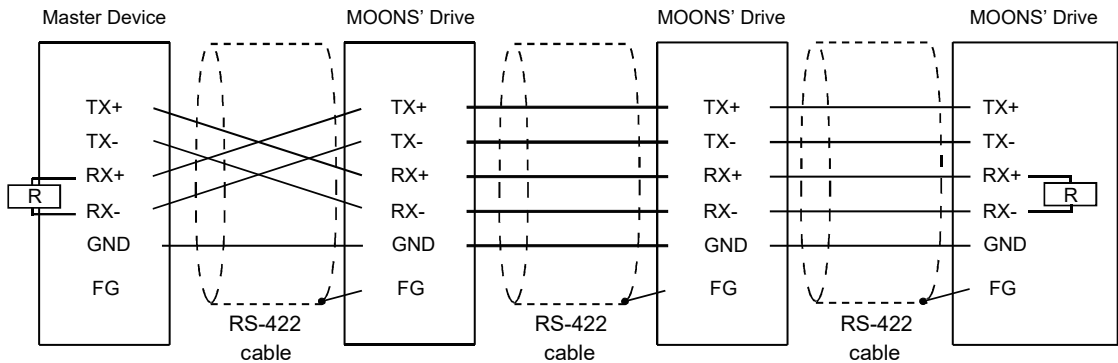 Master Device MOONS’ Drive MOONS’ Drive MOONS’ Drive
TX+ TX+ TX+ TX+
TX- TX- TX- TX-
RX+ RX+ RX+ RX+
R R
RX- RX- RX- RX-
GND GND GND GND
FG FG FG FG
RS-422 RS-422 RS-422
cable cable cable